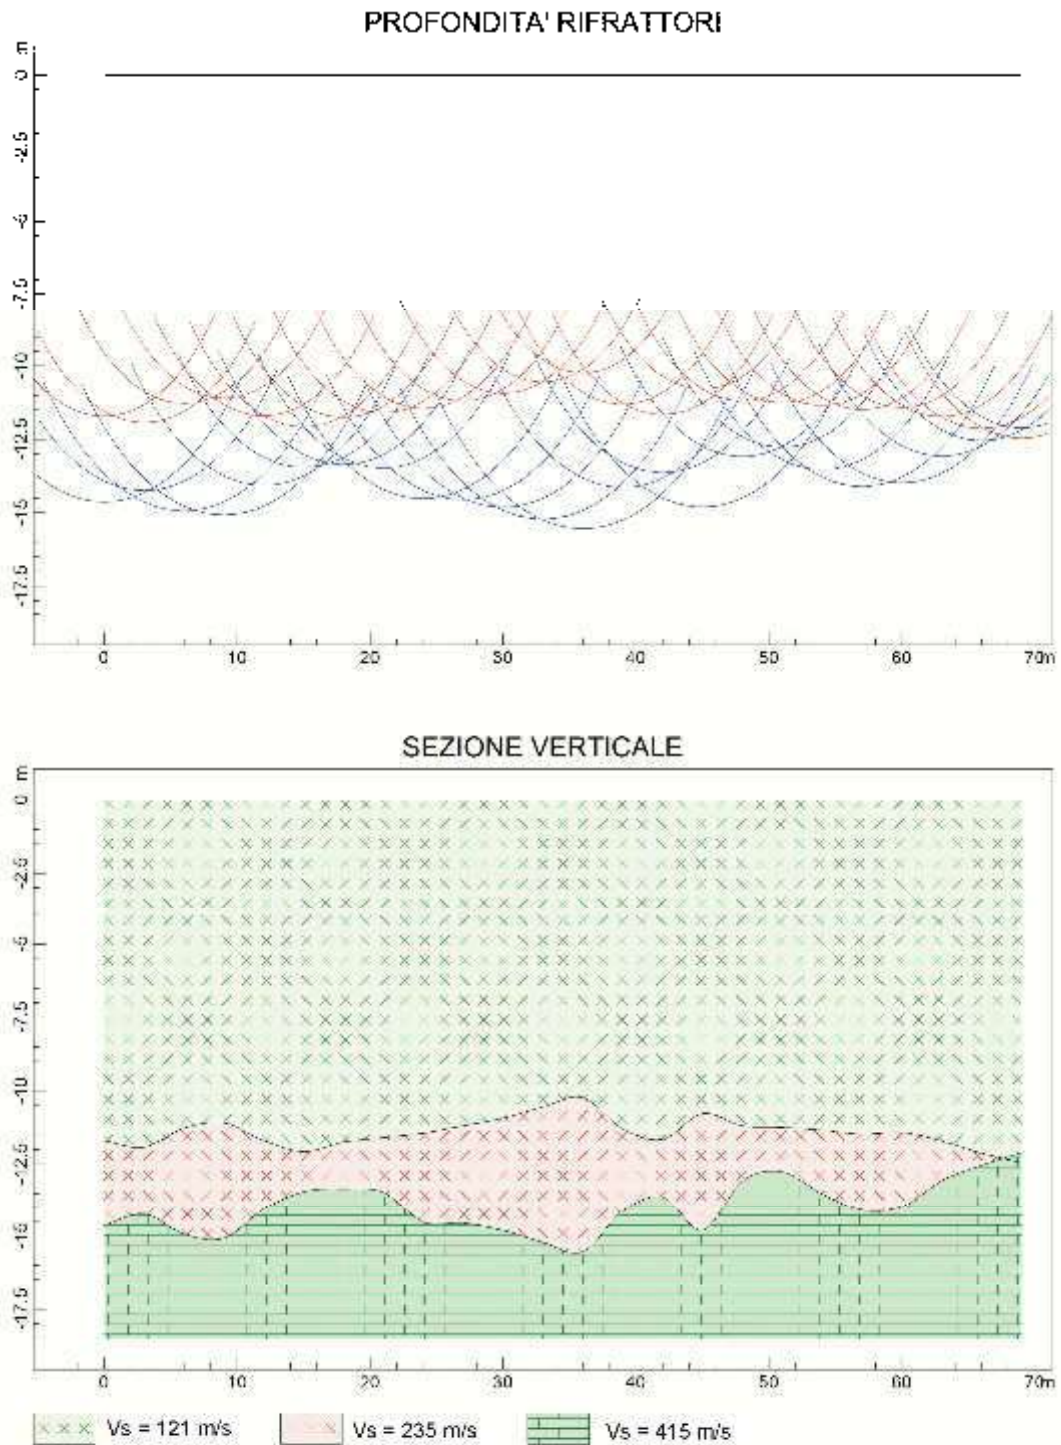 PROFONDITA' RIFRATTORI
m
0
-2.5
-5
-7.5
-10
-12.5
-15
-17.5
0 10 20 30 40 50 60 70m
SEZIONE VERTICALE
m
0
-2.5
-5
-7.5
-10
-12.5
-15
-17.5
0 10 20 30 40 50 60 70m
Vs = 121 m/s Vs = 235 m/s Vs = 415 m/s